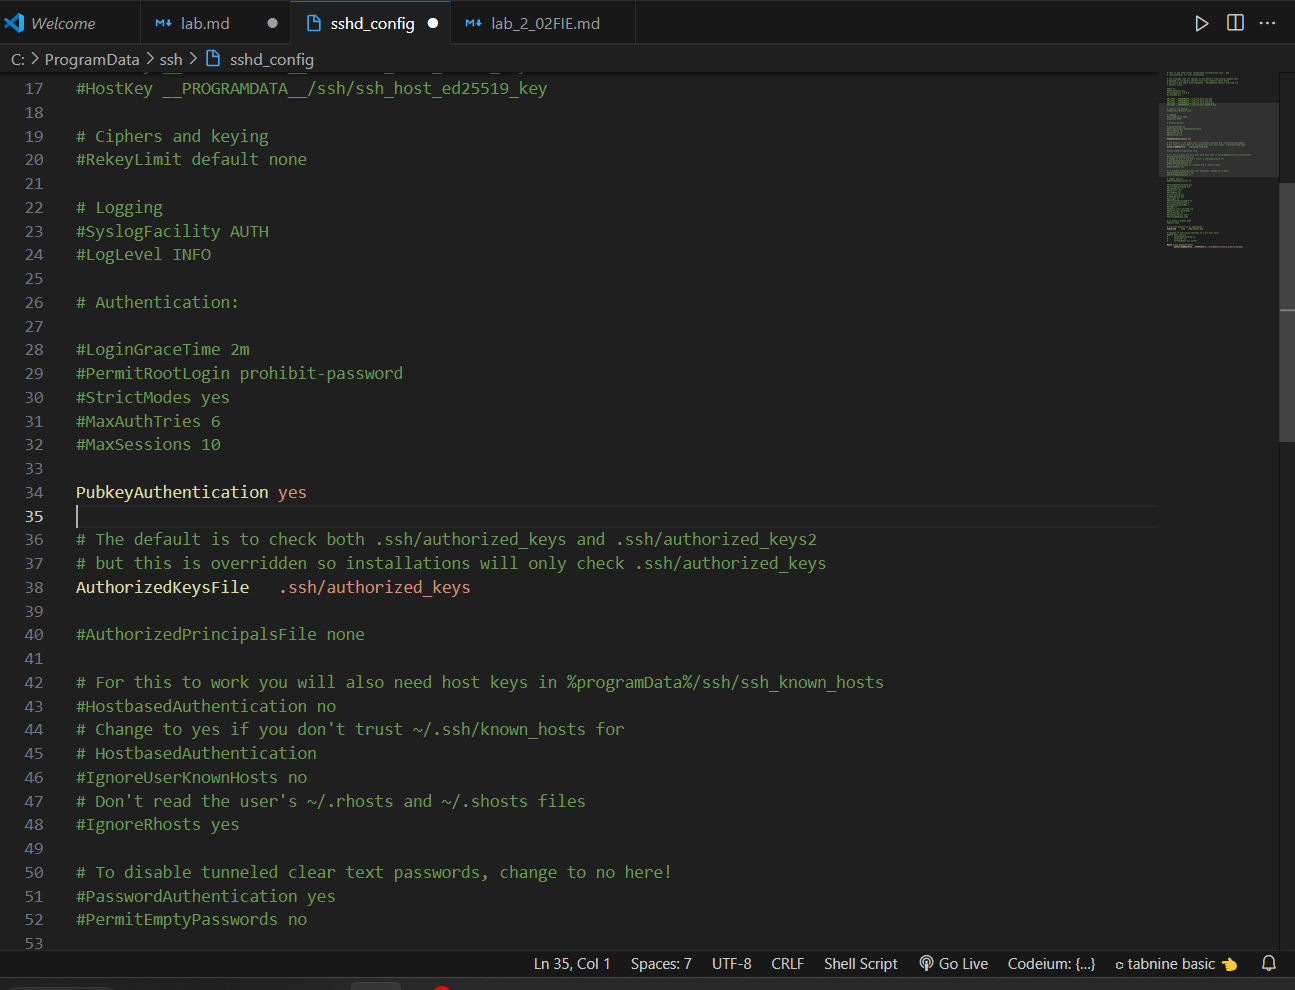 Welcome
lab.md
sshd_config
lab_2_02FIE.md
C: > ProgramData > ssh > sshd_config
17 #HostKey __PROGRAMDATA__/ssh/ssh_host_ed25519_key
18
19 # Ciphers and keying
20 #RekeyLimit default none
21
22 # Logging
23 #SyslogFacility AUTH
24 #LogLevel INFO
25
26 # Authentication:
27
28 #LoginGraceTime 2m
29 #PermitRootLogin prohibit-password
30 #StrictModes yes
31 #MaxAuthTries 6
32 #MaxSessions 10
33
34 PubkeyAuthentication yes
35
36 # The default is to check both .ssh/authorized_keys and .ssh/authorized_keys2
37 # but this is overridden so installations will only check .ssh/authorized_keys
38 AuthorizedKeysFile   .ssh/authorized_keys
39
40 #AuthorizedPrincipalsFile none
41
42 # For this to work you will also need host keys in %programData%/ssh/ssh_known_hosts
43 #HostbasedAuthentication no
44 # Change to yes if you don't trust ~/.ssh/known_hosts for
45 # HostbasedAuthentication
46 #IgnoreUserKnownHosts no
47 # Don't read the user's ~/.rhosts and ~/.shosts files
48 #IgnoreRhosts yes
49
50 # To disable tunneled clear text passwords, change to no here!
51 #PasswordAuthentication yes
52 #PermitEmptyPasswords no
53
Ln 35, Col 1 Spaces: 7 UTF-8 CRLF Shell Script Go Live Codeium: {...} tabnine basic